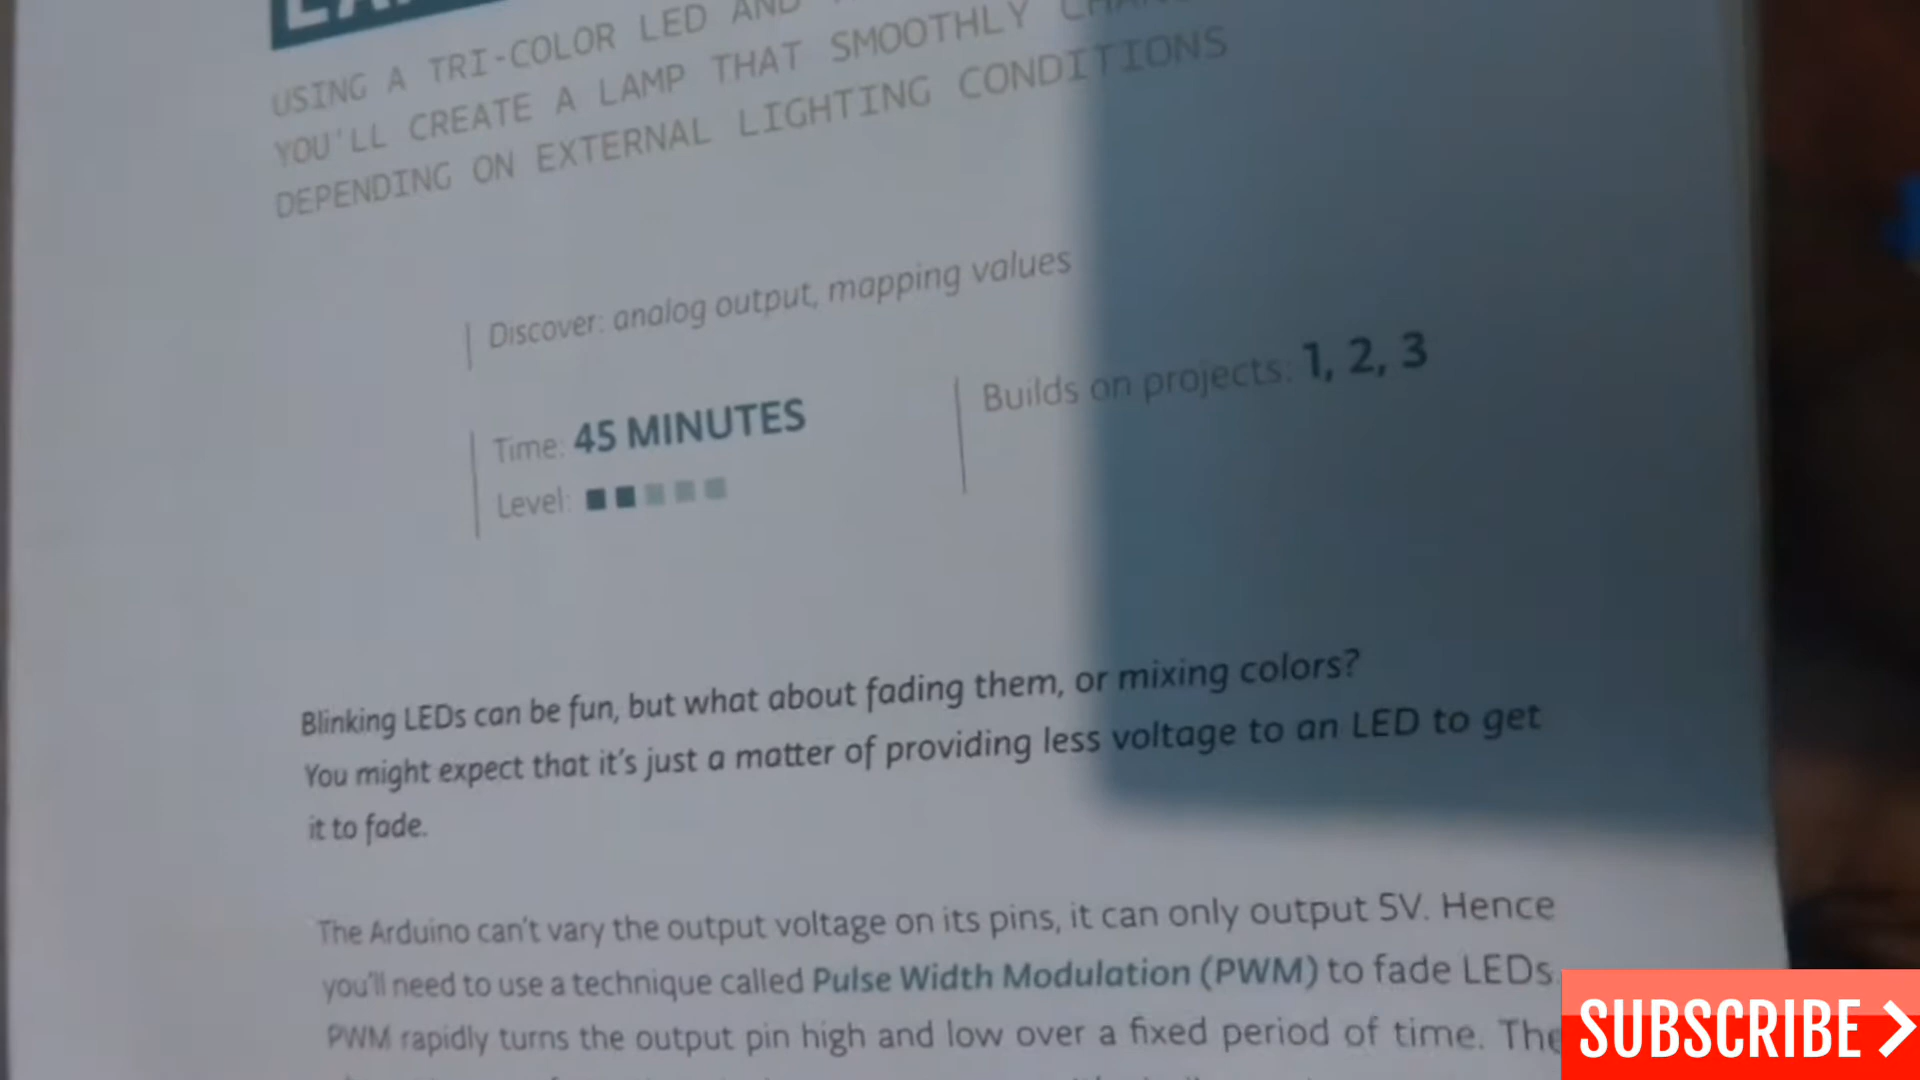 USING A TRI-COLOR LED AND
YOU'LL CREATE A LAMP THAT SMOOTHLY
DEPENDING ON EXTERNAL LIGHTING CONDITIONS
Discover: analog output, mapping values
Time: 45 MINUTES
Level:
Builds on projects: 1, 2, 3
Blinking LEDs can be fun, but what about fading them, or mixing colors?
You might expect that it's just a matter of providing less voltage to an LED to get
it to fade.
The Arduino can't vary the output voltage on its pins, it can only output 5V. Hence
you'll need to use a technique called Pulse Width Modulation (PWM) to fade LEDs.
PWM rapidly turns the output pin high and low over a fixed period of time. The
SUBSCRIBE